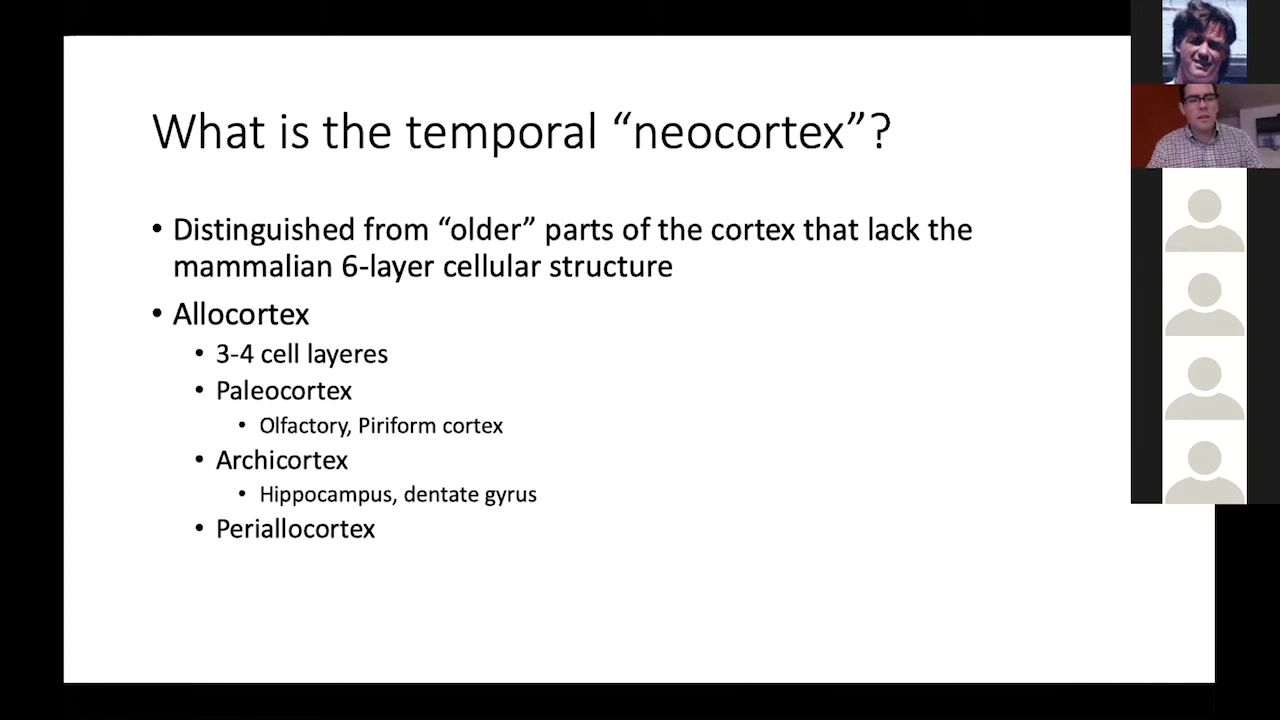 What is the temporal “neocortex”?
• Distinguished from “older” parts of the cortex that lack the
mammalian 6-layer cellular structure
• Allocortex
• 3-4 cell layeres
• Paleocortex
• Olfactory, Piriform cortex
• Archicortex
• Hippocampus, dentate gyrus
• Periallocortex